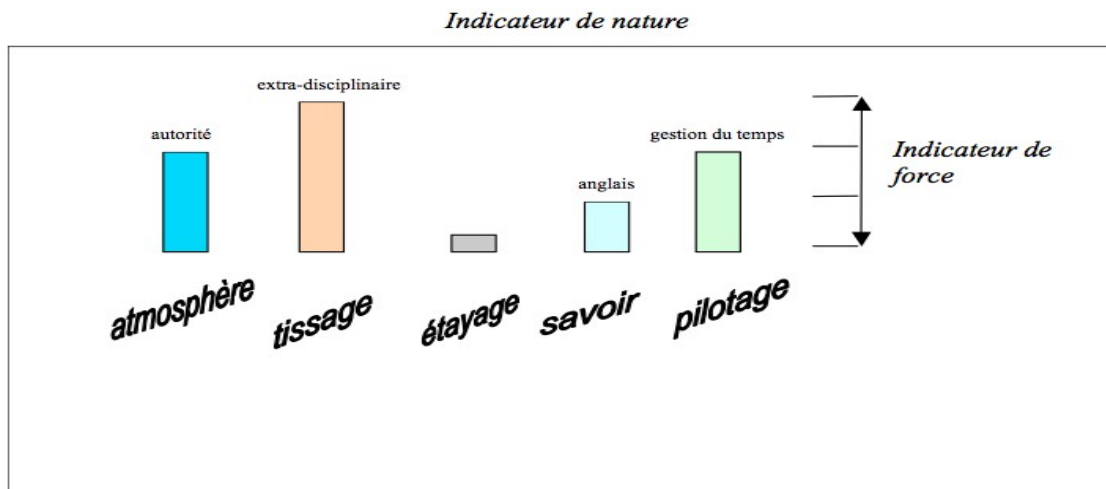 Indicateur de nature
extra-disciplinaire
autorité
gestion du temps
anglais
Indicateur de
force
atmosphère
tissage
étayage
savoir
pilotage